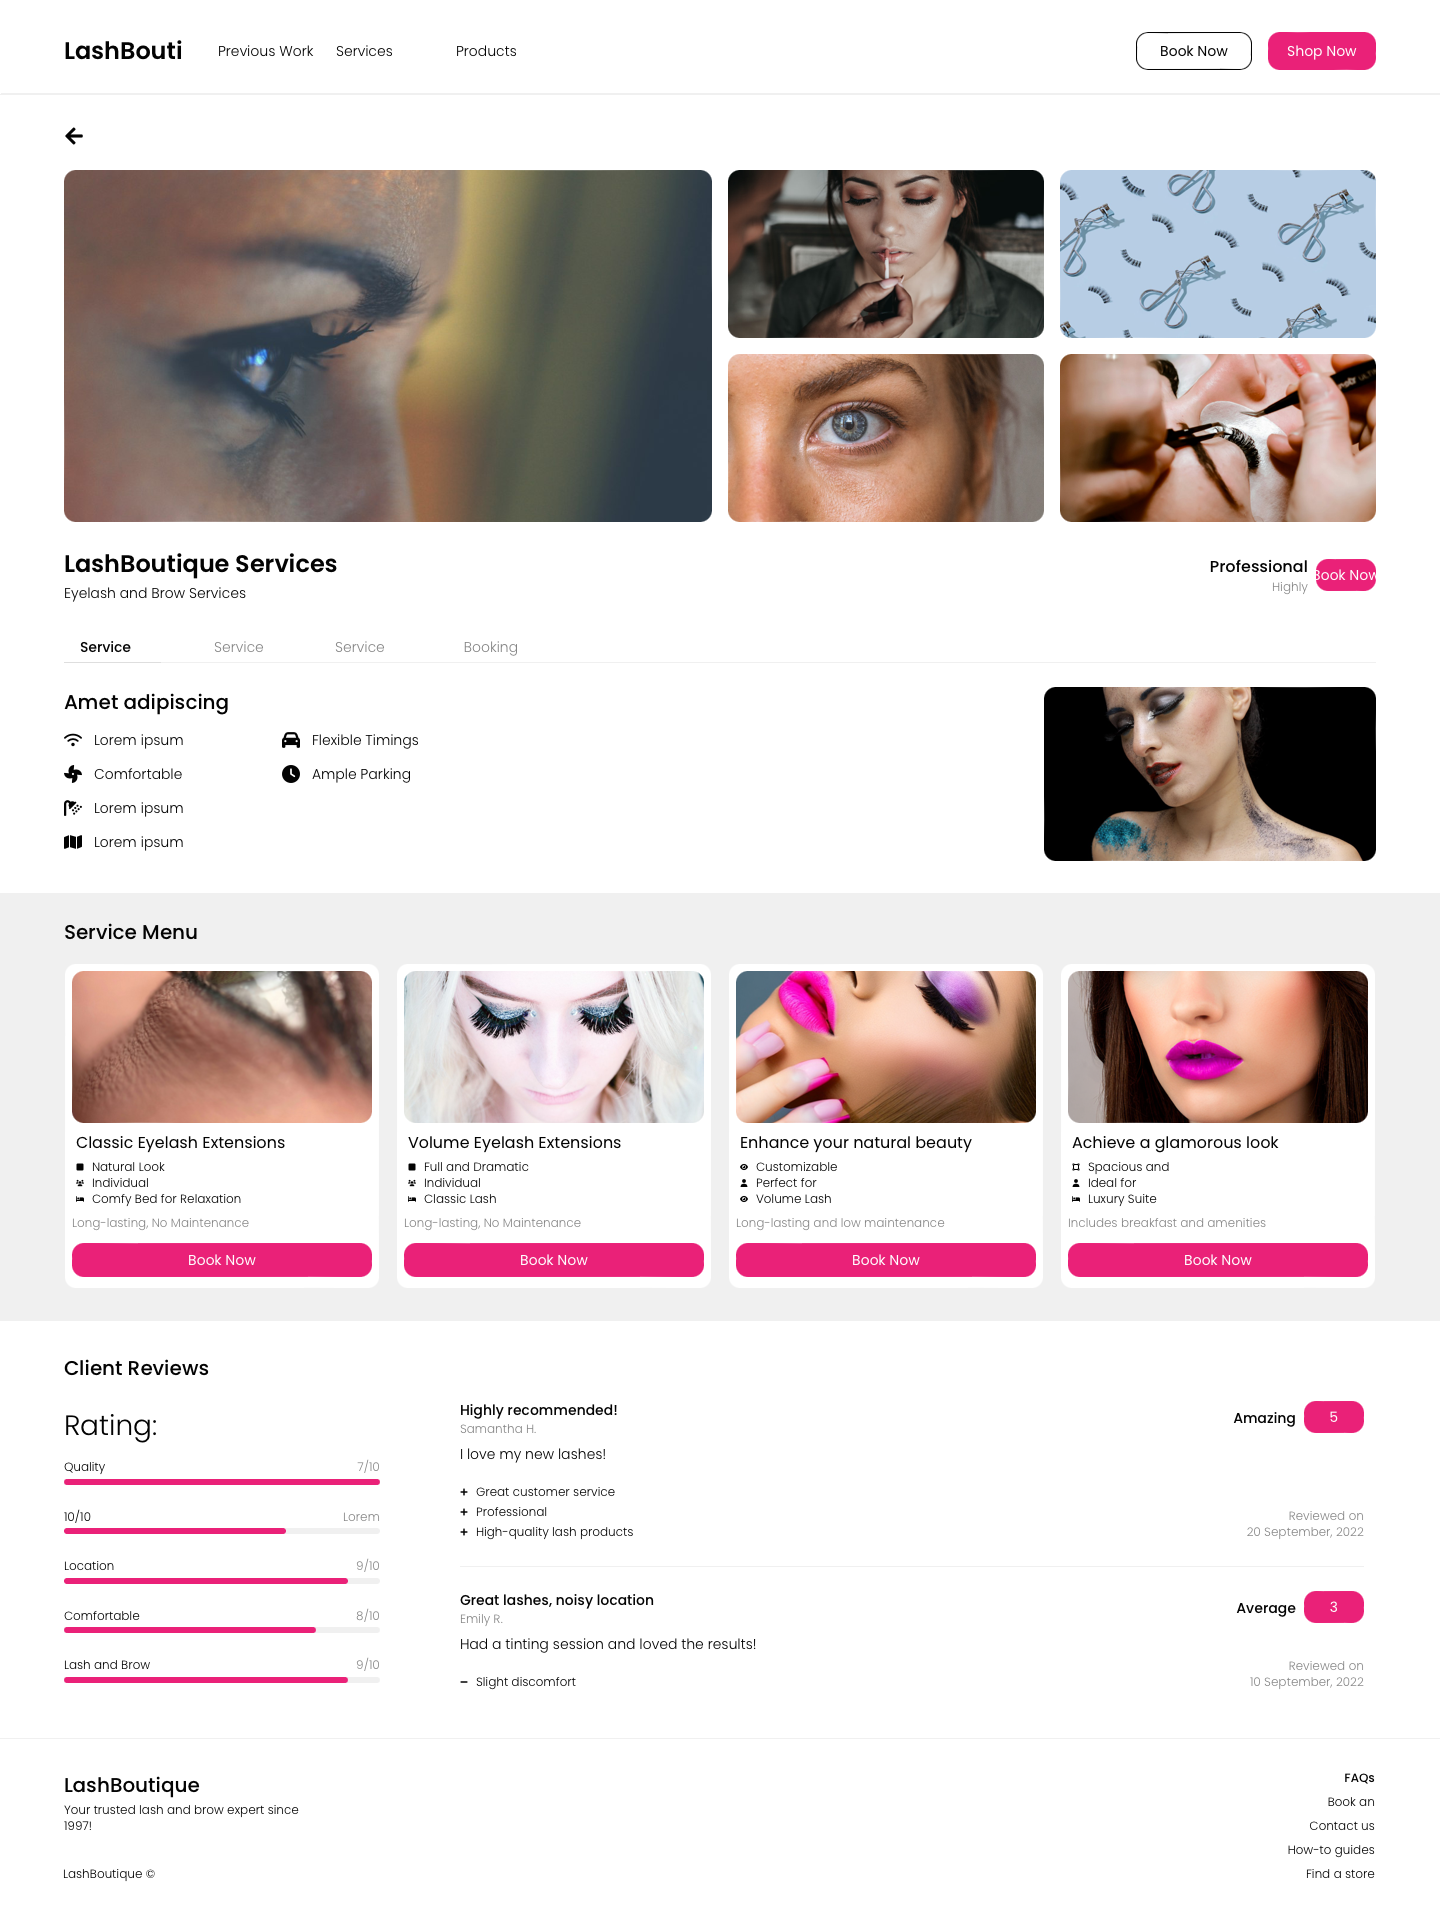 LashBouti
Previous Work
Services
Products
Book Now
Shop Now
LashBoutique Services
Eyelash and Brow Services
Professional
Highly
Book Now
Service
Service
Service
Booking
Amet adipiscing
Lorem ipsum
Flexible Timings
Comfortable
Ample Parking
Lorem ipsum
Lorem ipsum
Service Menu
Classic Eyelash Extensions
Natural Look
Individual
Comfy Bed for Relaxation
Long-lasting, No Maintenance
Book Now
Volume Eyelash Extensions
Full and Dramatic
Individual
Classic Lash
Long-lasting, No Maintenance
Book Now
Enhance your natural beauty
Customizable
Perfect for
Volume Lash
Long-lasting and low maintenance
Book Now
Achieve a glamorous look
Spacious and
Ideal for
Luxury Suite
Includes breakfast and amenities
Book Now
Client Reviews
Rating:
Quality 7/10
10/10 Lorem
Location 9/10
Comfortable 8/10
Lash and Brow 9/10
Highly recommended!
Samantha H.
Amazing 5
I love my new lashes!
Great customer service
Professional
High-quality lash products
Reviewed on
20 September, 2022
Great lashes, noisy location
Emily R.
Average 3
Had a tinting session and loved the results!
Slight discomfort
Reviewed on
10 September, 2022
LashBoutique
Your trusted lash and brow expert since
1997!
LashBoutique ©
FAQs
Book an
Contact us
How-to guides
Find a store